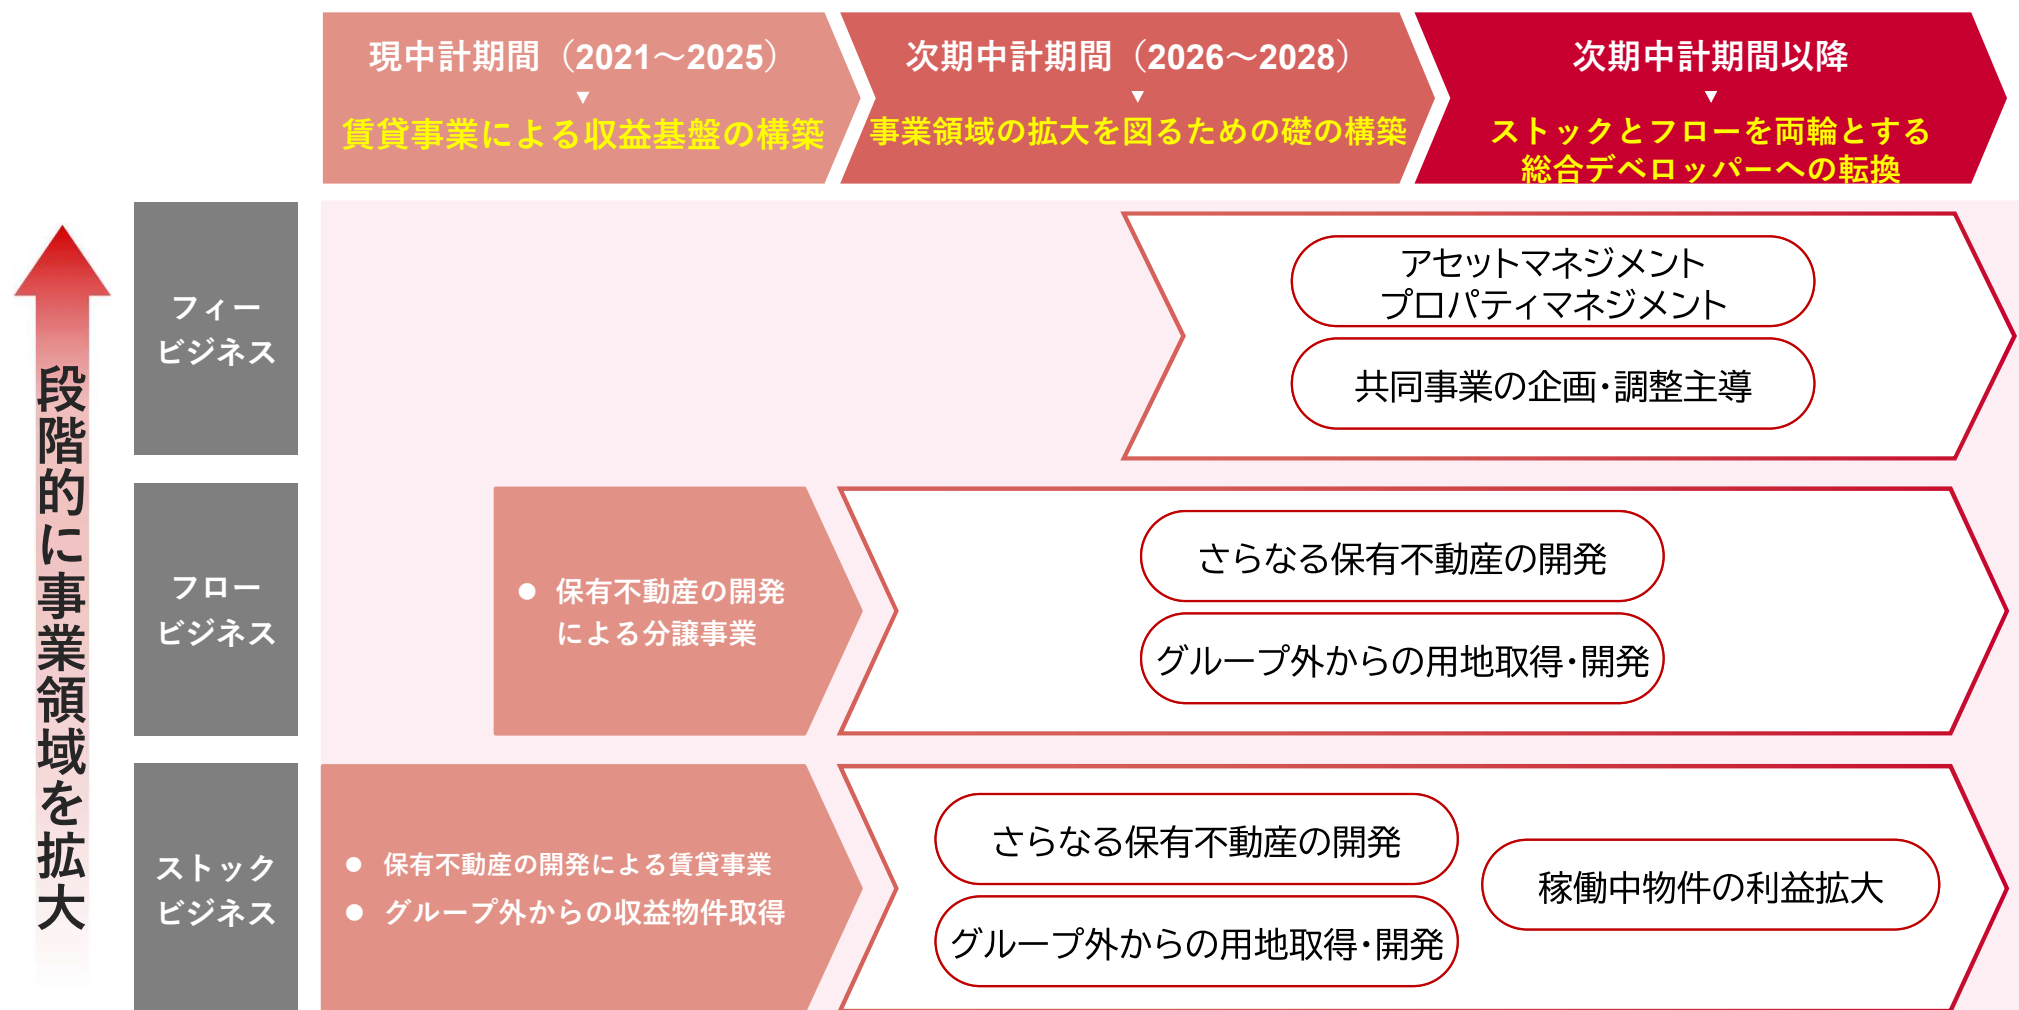 現中計期間（2021～2025）
▼
賃貸事業による収益基盤の構築
次期中計期間（2026～2028）
▼
事業領域の拡大を図るための礎の構築
次期中計期間以降
▼
ストックとフローを両輪とする
総合デベロッパーへの転換
段階的に事業領域を拡大
フィー
ビジネス
アセットマネジメント
プロパティマネジメント
共同事業の企画・調整主導
フロー
ビジネス
● 保有不動産の開発
による分譲事業
さらなる保有不動産の開発
グループ外からの用地取得・開発
ストック
ビジネス
● 保有不動産の開発による賃貸事業
● グループ外からの収益物件取得
さらなる保有不動産の開発
グループ外からの用地取得・開発
稼働中物件の利益拡大